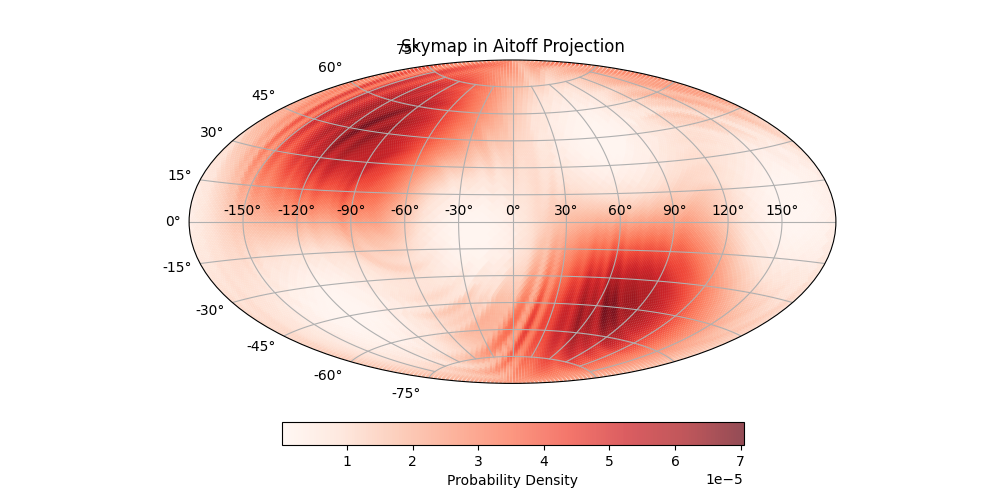 Skymap in Aitoff Projection
75°
60°
45°
30°
15°
-150° -120° -90° -60° -30° 0° 30° 60° 90° 120° 150°
0°
-15°
-30°
-45°
-60°
-75°
1 2 3 4 5 6 7
1e−5
Probability Density